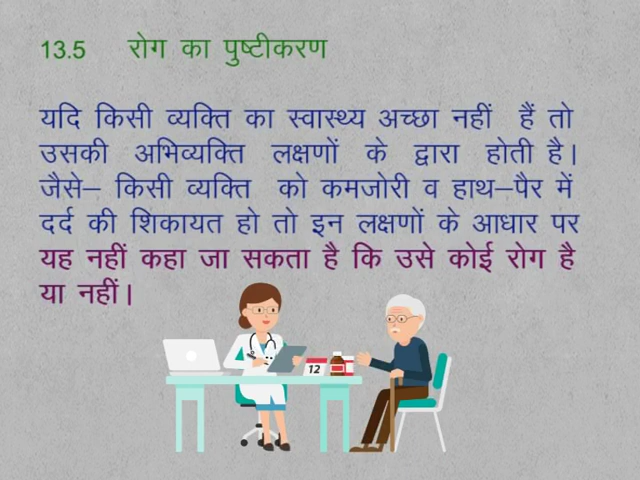 13.5 रोग का पुष्टीकरण
यदि किसी व्यक्ति का स्वास्थ्य अच्छा नहीं हैं तो
उसकी अभिव्यक्ति लक्षणों के द्वारा होती है।
जैसे– किसी व्यक्ति को कमजोरी व हाथ–पैर में
दर्द की शिकायत हो तो इन लक्षणों के आधार पर
यह नहीं कहा जा सकता है कि उसे कोई रोग है
या नहीं।
12